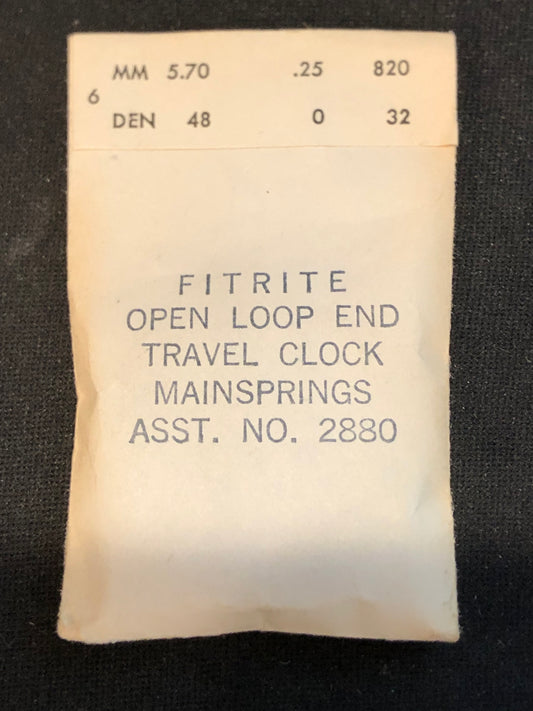 MM 5.70 .25 820
6
DEN 48 0 32
FITRITE
OPEN LOOP END
TRAVEL CLOCK
MAINSPRINGS
ASST. NO. 2880